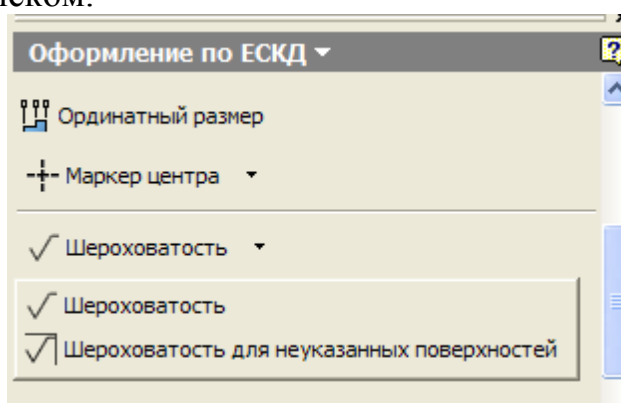 Оформление по ЕСКД
?
Ординатный размер
Маркер центра
Шероховатость
Шероховатость
Шероховатость для неуказанных поверхностей